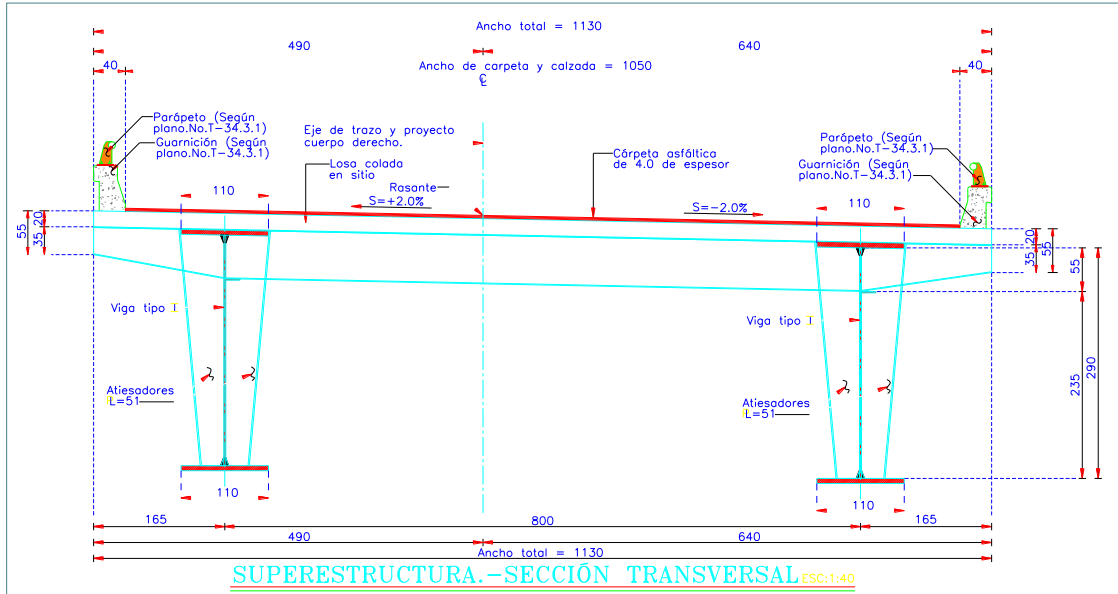 Ancho total = 1130
490
640
40
Ancho de carpeta y calzada = 1050
40
℄
Parápeto (Según
plano.No.T-34.3.1)
Guarnición (Según
plano.No.T-34.3.1)
Eje de trazo y proyecto
cuerpo derecho.
Losa colada
en sitio
Rasante
Cárpeta asfáltica
de 4.0 de espesor
Parápeto (Según
plano.No.T-34.3.1)
Guarnición (Según
plano.No.T-34.3.1)
110
S=+2.0%
S=-2.0%
110
55
20
35
20
35
55
55
235
290
Viga tipo I
Viga tipo I
Atiesadores
L=51
Atiesadores
L=51
110
110
165
800
165
490
640
Ancho total = 1130
SUPERESTRUCTURA.-SECCIÓN TRANSVERSAL ESC:1:40